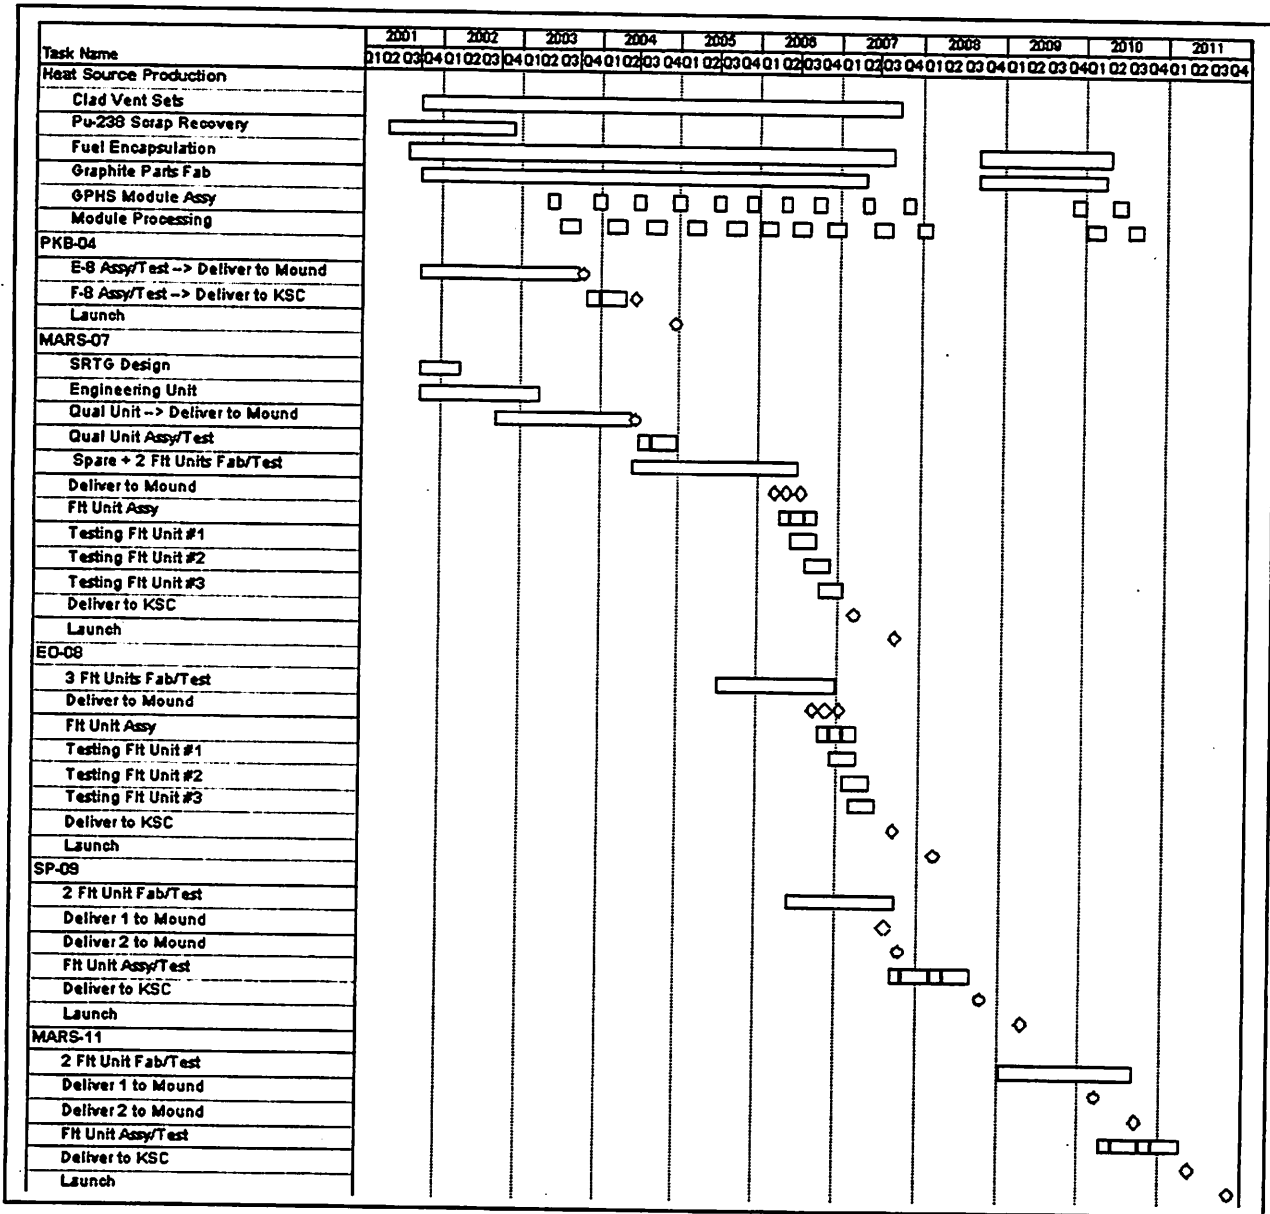 2001 2002 2003 2004 2005 2006 2007 2008 2009 2010 2011
Task Name Q1 Q2 Q3 Q4 Q1 Q2 Q3 Q4 Q1 Q2 Q3 Q4 Q1 Q2 Q3 Q4 Q1 Q2 Q3 Q4 Q1 Q2 Q3 Q4 Q1 Q2 Q3 Q4 Q1 Q2 Q3 Q4 Q1 Q2 Q3 Q4 Q1 Q2 Q3 Q4 Q1 Q2 Q3 Q4
Heat Source Production
Clad Vent Sets
Pu-238 Scrap Recovery
Fuel Encapsulation
Graphite Parts Fab
GPHS Module Assy
Module Processing
PKB-04
E-8 Assy/Test --> Deliver to Mound
F-8 Assy/Test --> Deliver to KSC
Launch
MARS-07
SRTG Design
Engineering Unit
Qual Unit --> Deliver to Mound
Qual Unit Assy/Test
Spare + 2 Flt Units Fab/Test
Deliver to Mound
Flt Unit Assy
Testing Flt Unit #1
Testing Flt Unit #2
Testing Flt Unit #3
Deliver to KSC
Launch
EO-08
3 Flt Units Fab/Test
Deliver to Mound
Flt Unit Assy
Testing Flt Unit #1
Testing Flt Unit #2
Testing Flt Unit #3
Deliver to KSC
Launch
SP-09
2 Flt Unit Fab/Test
Deliver 1 to Mound
Deliver 2 to Mound
Flt Unit Assy/Test
Deliver to KSC
Launch
MARS-11
2 Flt Unit Fab/Test
Deliver 1 to Mound
Deliver 2 to Mound
Flt Unit Assy/Test
Deliver to KSC
Launch